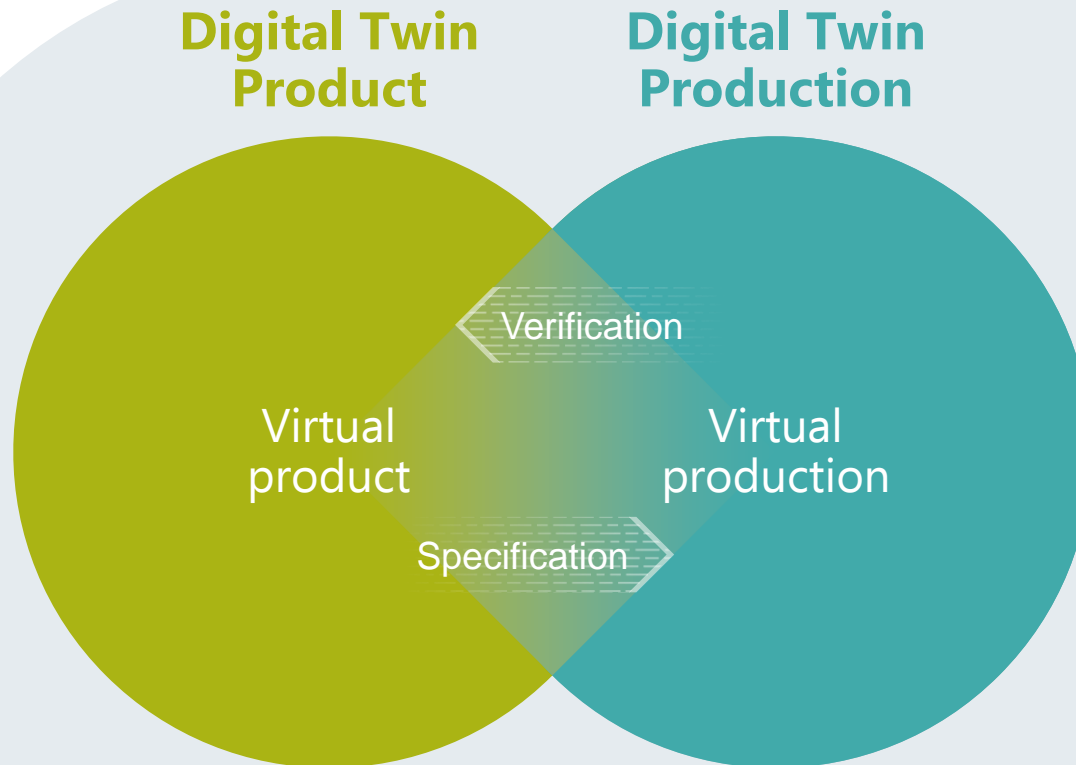 Digital Twin
Product
Digital Twin
Production
Verification
Virtual
product
Virtual
production
Specification